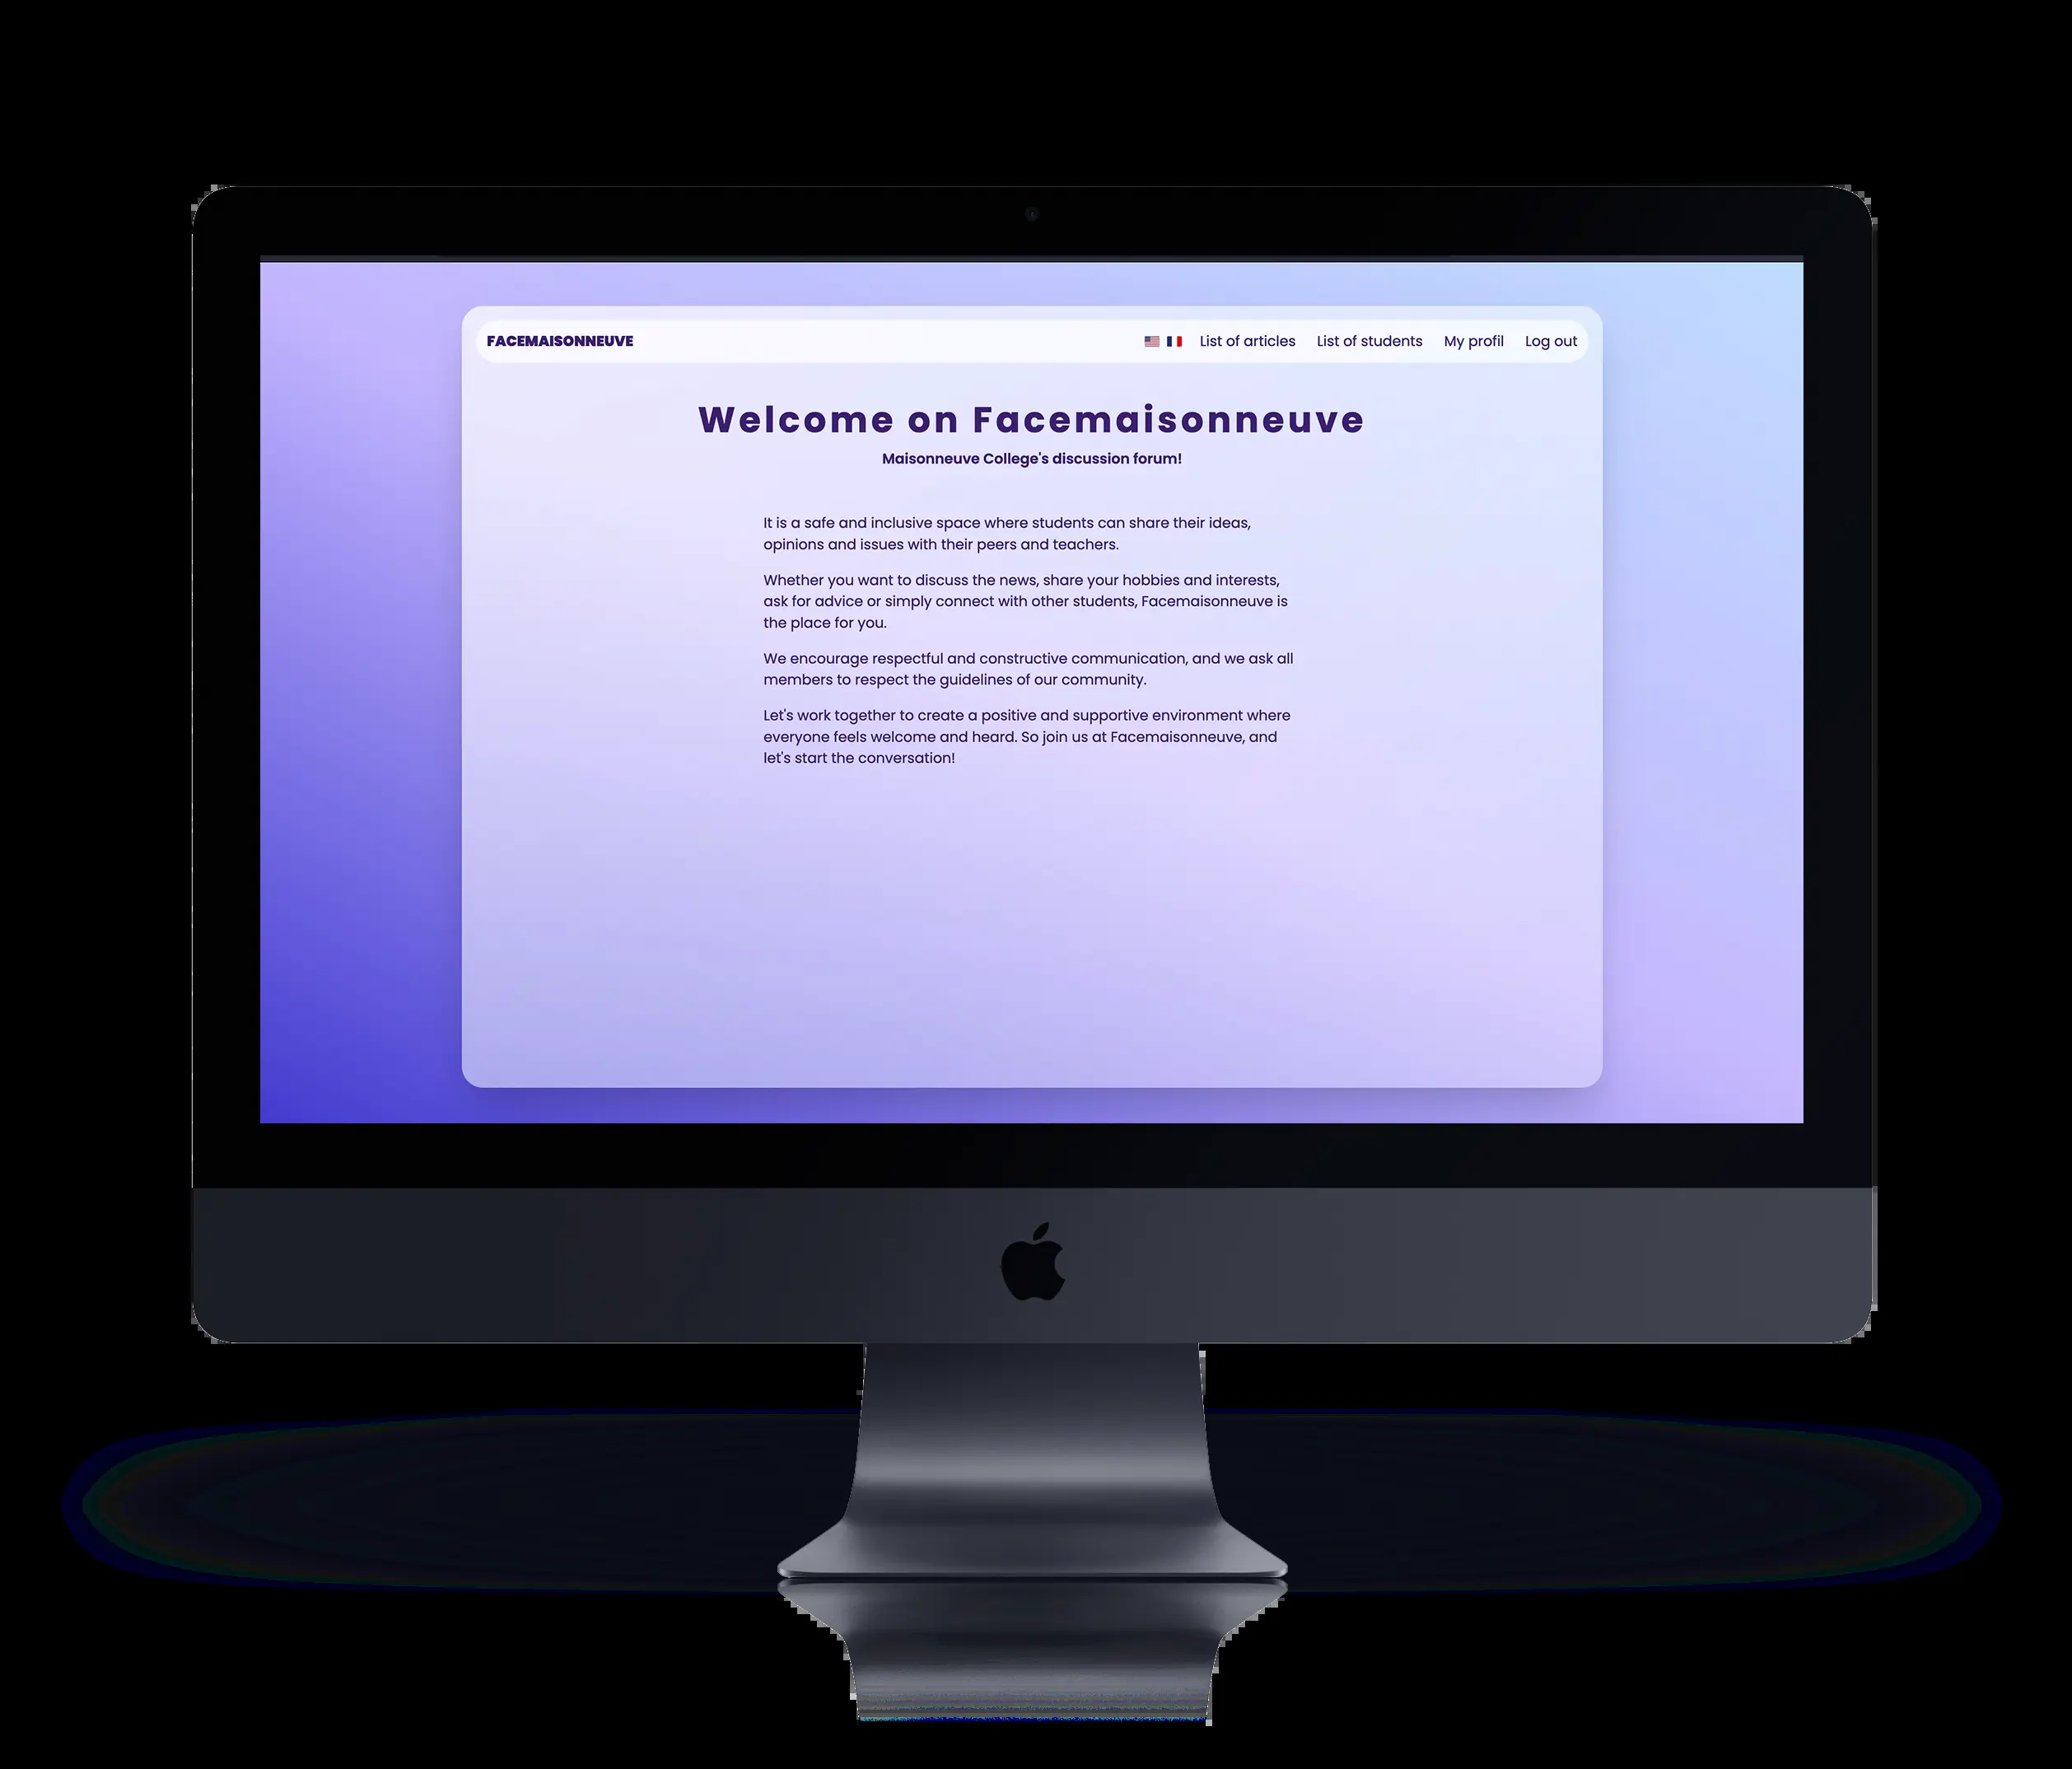 FACEMAISONNEUVE List of articles List of students My profil Log out
Welcome on Facemaisonneuve
Maisonneuve College's discussion forum!
It is a safe and inclusive space where students can share their ideas,
opinions and issues with their peers and teachers.
Whether you want to discuss the news, share your hobbies and interests,
ask for advice or simply connect with other students, Facemaisonneuve is
the place for you.
We encourage respectful and constructive communication, and we ask all
members to respect the guidelines of our community.
Let's work together to create a positive and supportive environment where
everyone feels welcome and heard. So join us at Facemaisonneuve, and
let's start the conversation!